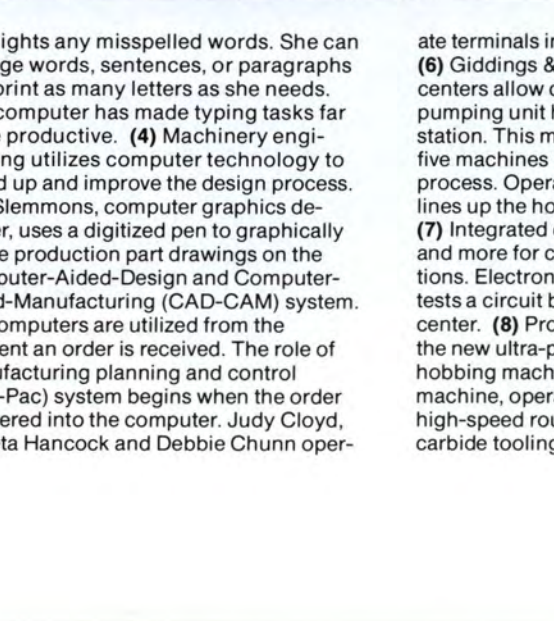 ights any misspelled words. She can
ge words, sentences, or paragraphs
print as many letters as she needs.
computer has made typing tasks far
productive. (4) Machinery engi-
ng utilizes computer technology to
d up and improve the design process.
Slemmons, computer graphics de-
r, uses a digitized pen to graphically
e production part drawings on the
outer-Aided-Design and Computer-
d-Manufacturing (CAD-CAM) system.
omputers are utilized from the
ent an order is received. The role of
ufacturing planning and control
-Pac) system begins when the order
ered into the computer. Judy Cloyd,
ta Hancock and Debbie Chunn oper-
ate terminals in
(6) Giddings &
centers allow
pumping unit
station. This m
five machines
process. Opera
lines up the ho
(7) Integrated
and more for c
tions. Electron
tests a circuit b
center. (8) Pro
the new ultra-p
hobbing mach
machine, opera
high-speed rou
carbide tooling